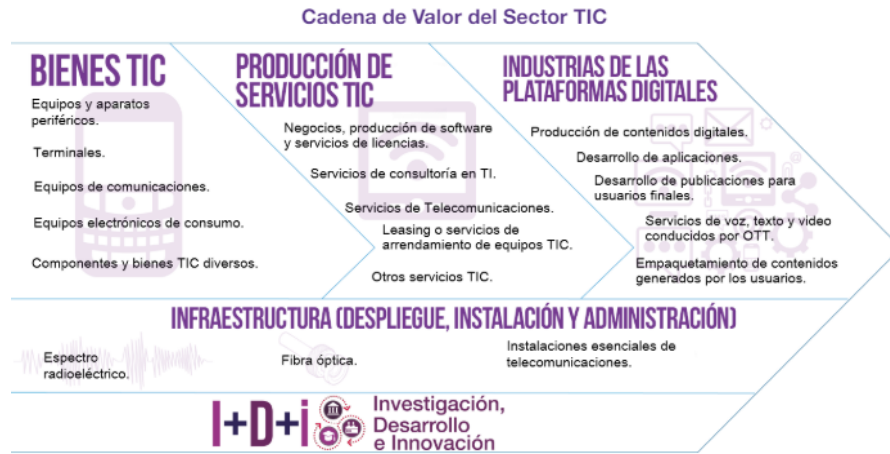 Cadena de Valor del Sector TIC
BIENES TIC
Equipos y aparatos
periféricos.
Terminales.
Equipos de comunicaciones.
Equipos electrónicos de consumo.
Componentes y bienes TIC diversos.
PRODUCCIÓN DE
SERVICIOS TIC
Negocios, producción de software
y servicios de licencias.
Servicios de consultoría en TI.
Servicios de Telecomunicaciones.
Leasing o servicios de
arrendamiento de equipos TIC.
Otros servicios TIC.
INDUSTRIAS DE LAS
PLATAFORMAS DIGITALES
Producción de contenidos digitales.
Desarrollo de aplicaciones.
Desarrollo de publicaciones para
usuarios finales.
Servicios de voz, texto y video
conducidos por OTT.
Empaquetamiento de contenidos
generados por los usuarios.
INFRAESTRUCTURA (DESPLIEGUE, INSTALACIÓN Y ADMINISTRACIÓN)
Espectro
radioeléctrico.
Fibra óptica.
Instalaciones esenciales de
telecomunicaciones.
I+D+i
Investigación,
Desarrollo
e Innovación